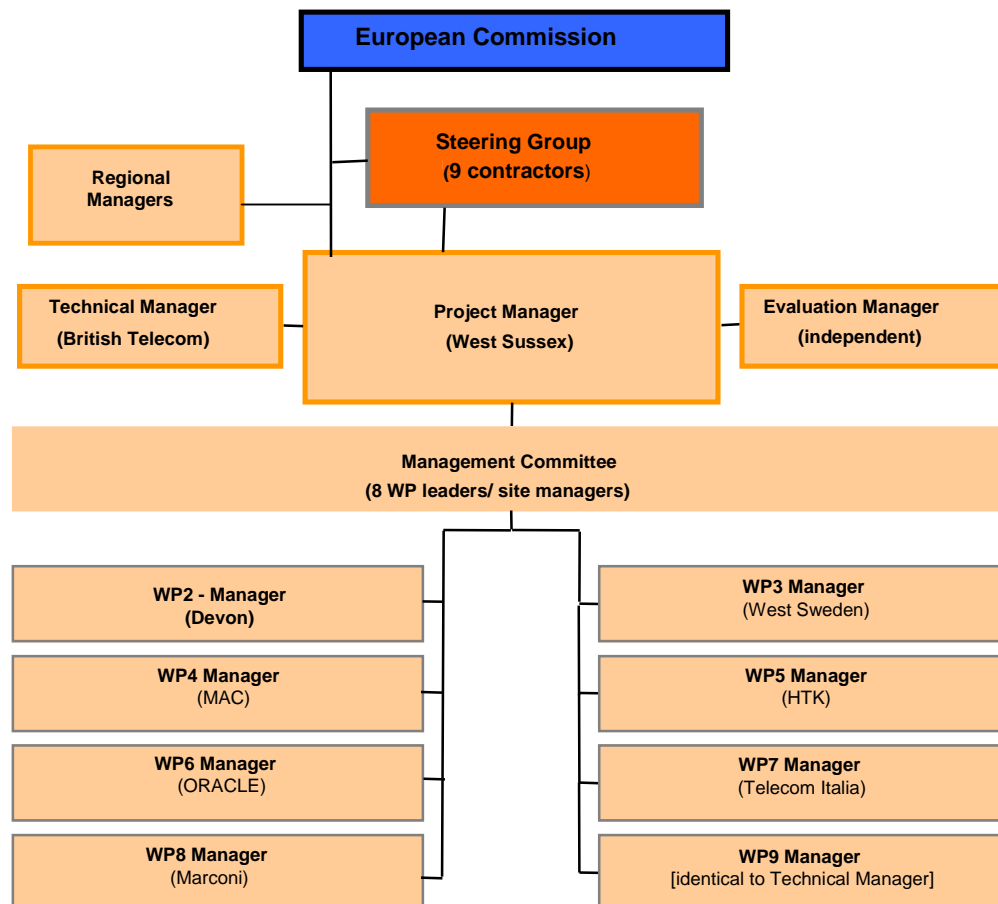 European Commission
Steering Group
(9 contractors)
Regional
Managers
Technical Manager
(British Telecom)
Project Manager
(West Sussex)
Evaluation Manager
(independent)
Management Committee
(8 WP leaders/ site managers)
WP2 - Manager
(Devon)
WP3 Manager
(West Sweden)
WP4 Manager
(MAC)
WP5 Manager
(HTK)
WP6 Manager
(ORACLE)
WP7 Manager
(Telecom Italia)
WP8 Manager
(Marconi)
WP9 Manager
[identical to Technical Manager]